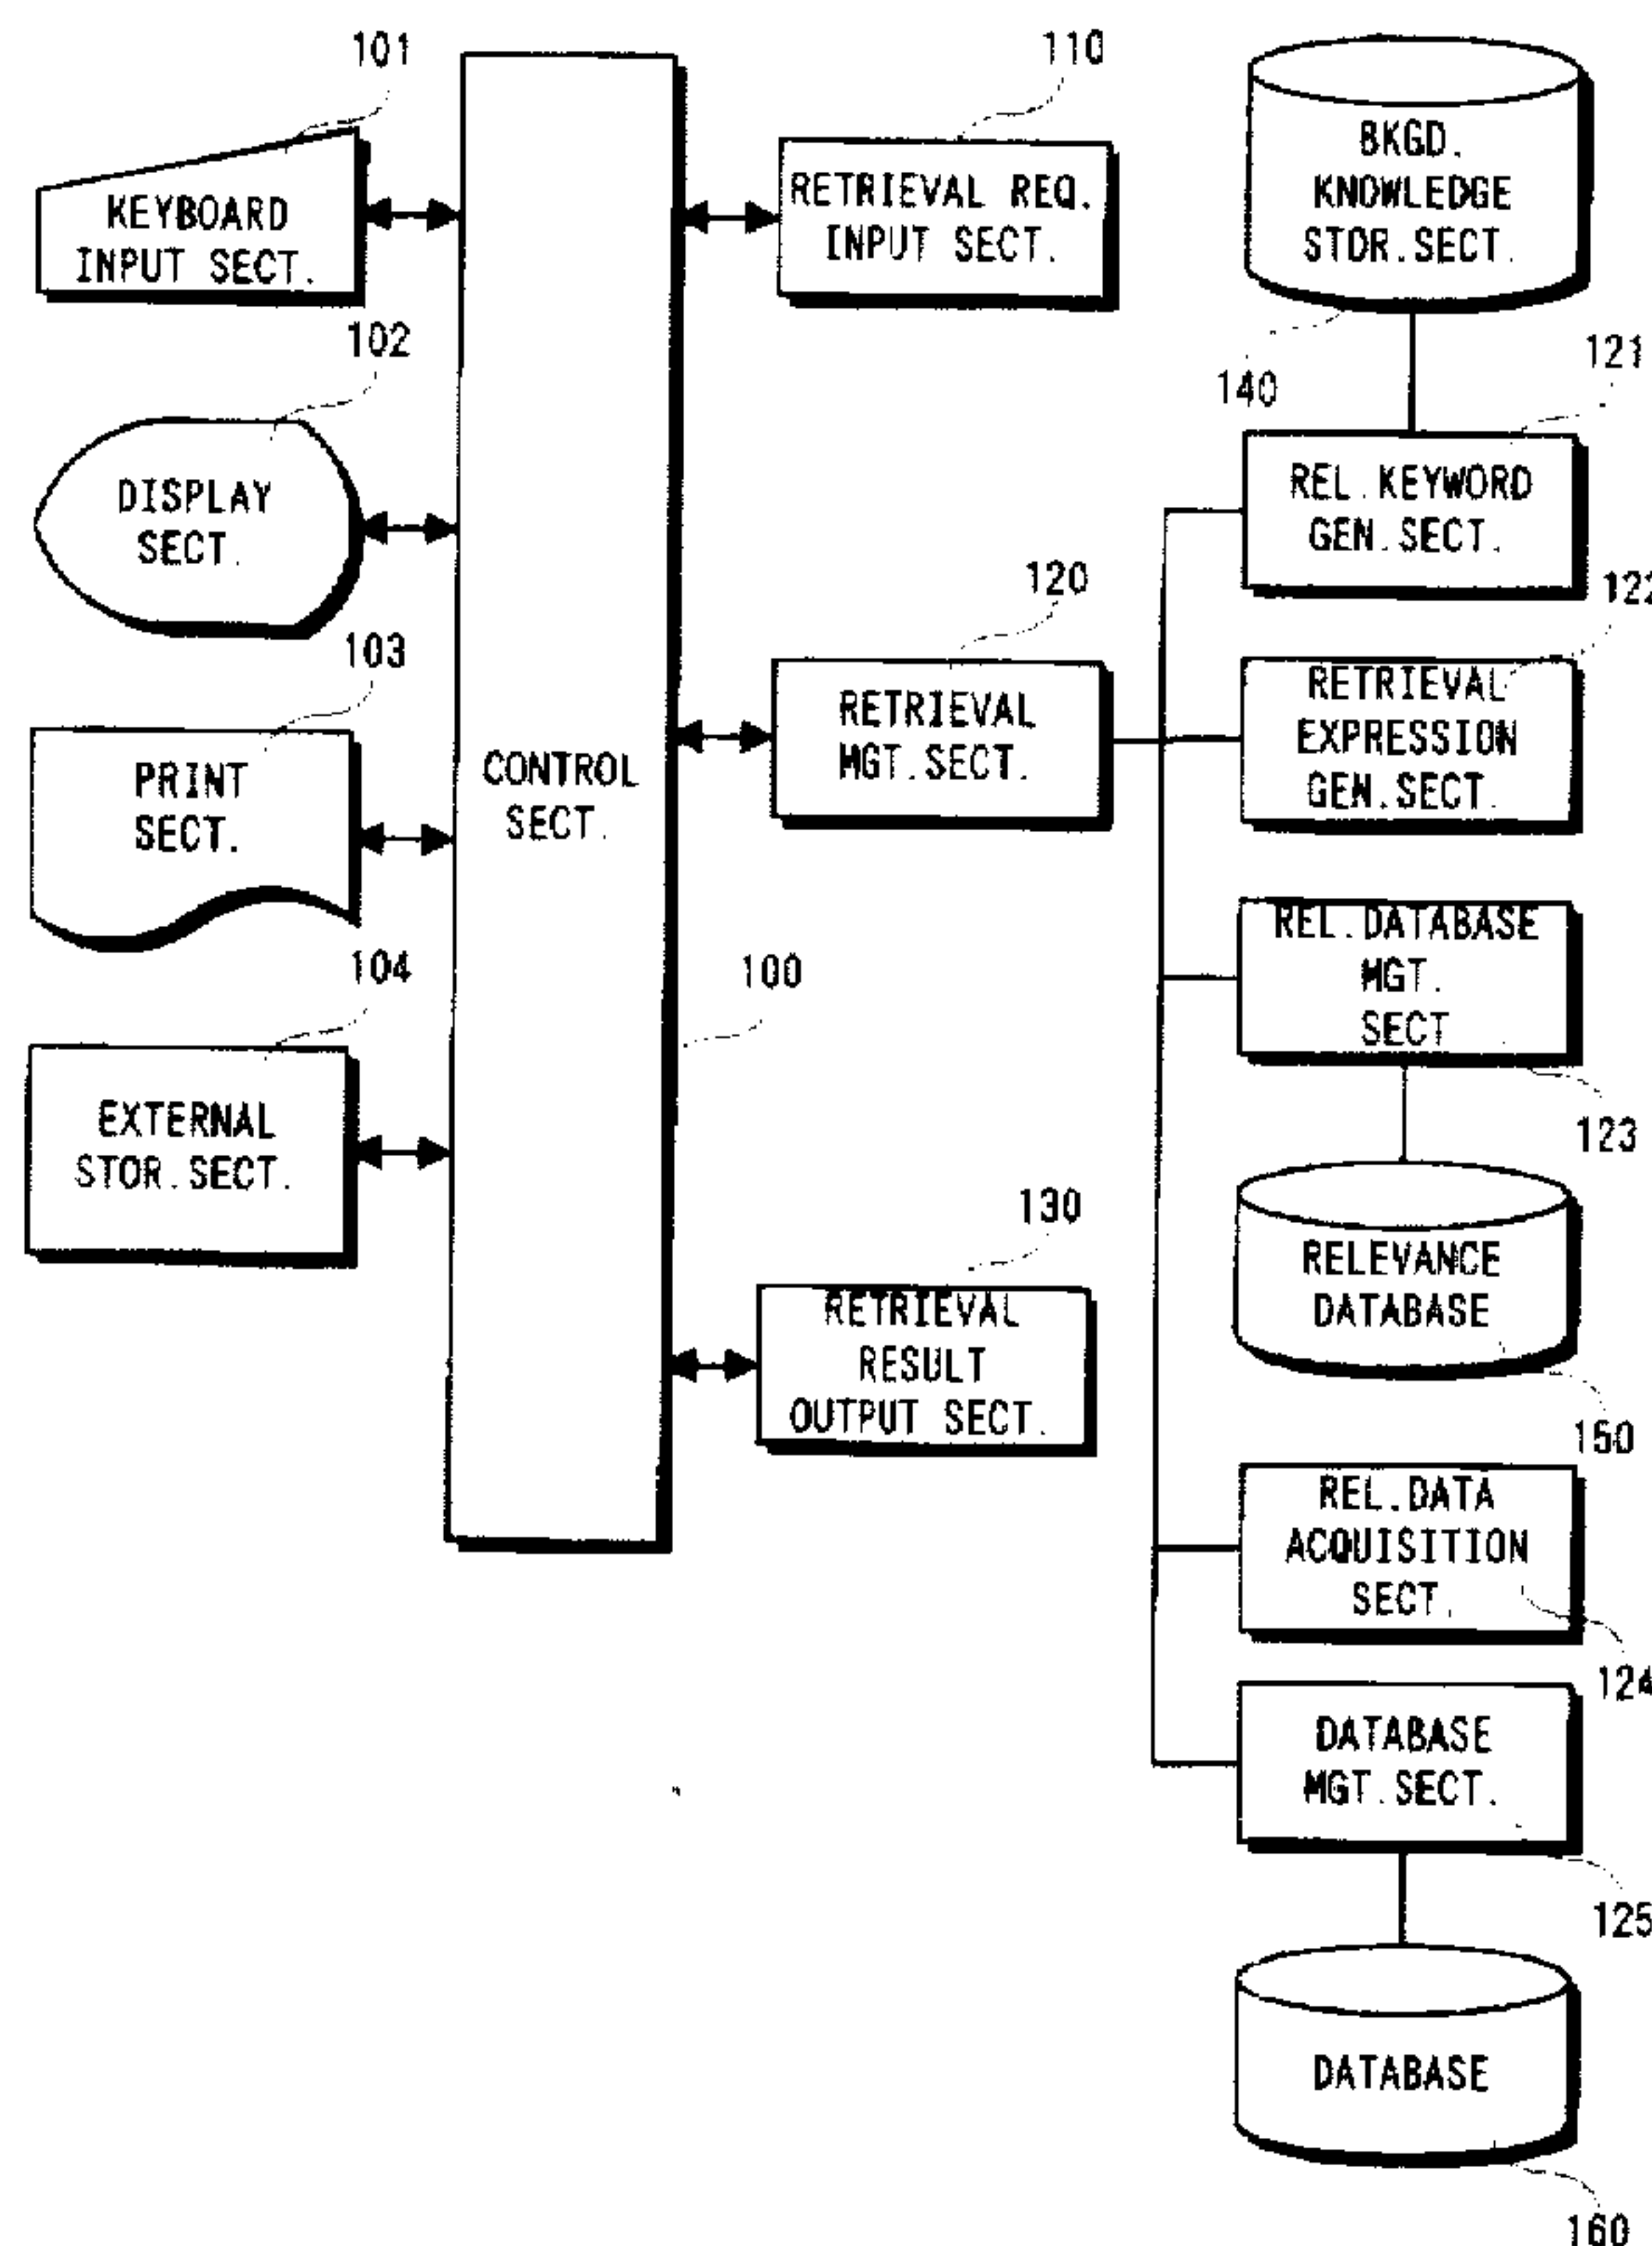 101
KEYBOARD
INPUT SECT.
102
DISPLAY
SECT.
103
PRINT
SECT.
104
EXTERNAL
STOR.SECT.
CONTROL
SECT.
100
110
RETRIEVAL REQ.
INPUT SECT.
120
RETRIEVAL
MGT.SECT.
130
RETRIEVAL
RESULT
OUTPUT SECT.
BKGD.
KNOWLEDGE
STOR.SECT.
140
121
REL.KEYWORD
GEN.SECT.
122
RETRIEVAL
EXPRESSION
GEN.SECT.
REL.DATABASE
MGT.
SECT
123
RELEVANCE
DATABASE
150
REL.DATA
ACQUISITION
SECT.
124
DATABASE
MGT.SECT.
125
DATABASE
160